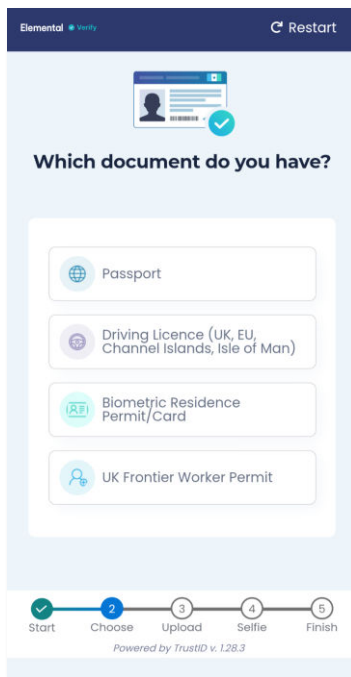 Elemental Verify
Restart
Which document do you have?
Passport
Driving Licence (UK, EU,
Channel Islands, Isle of Man)
Biometric Residence
Permit/Card
UK Frontier Worker Permit
2 3 4 5
Start Choose Upload Selfie Finish
Powered by TrustID v. 1.28.3